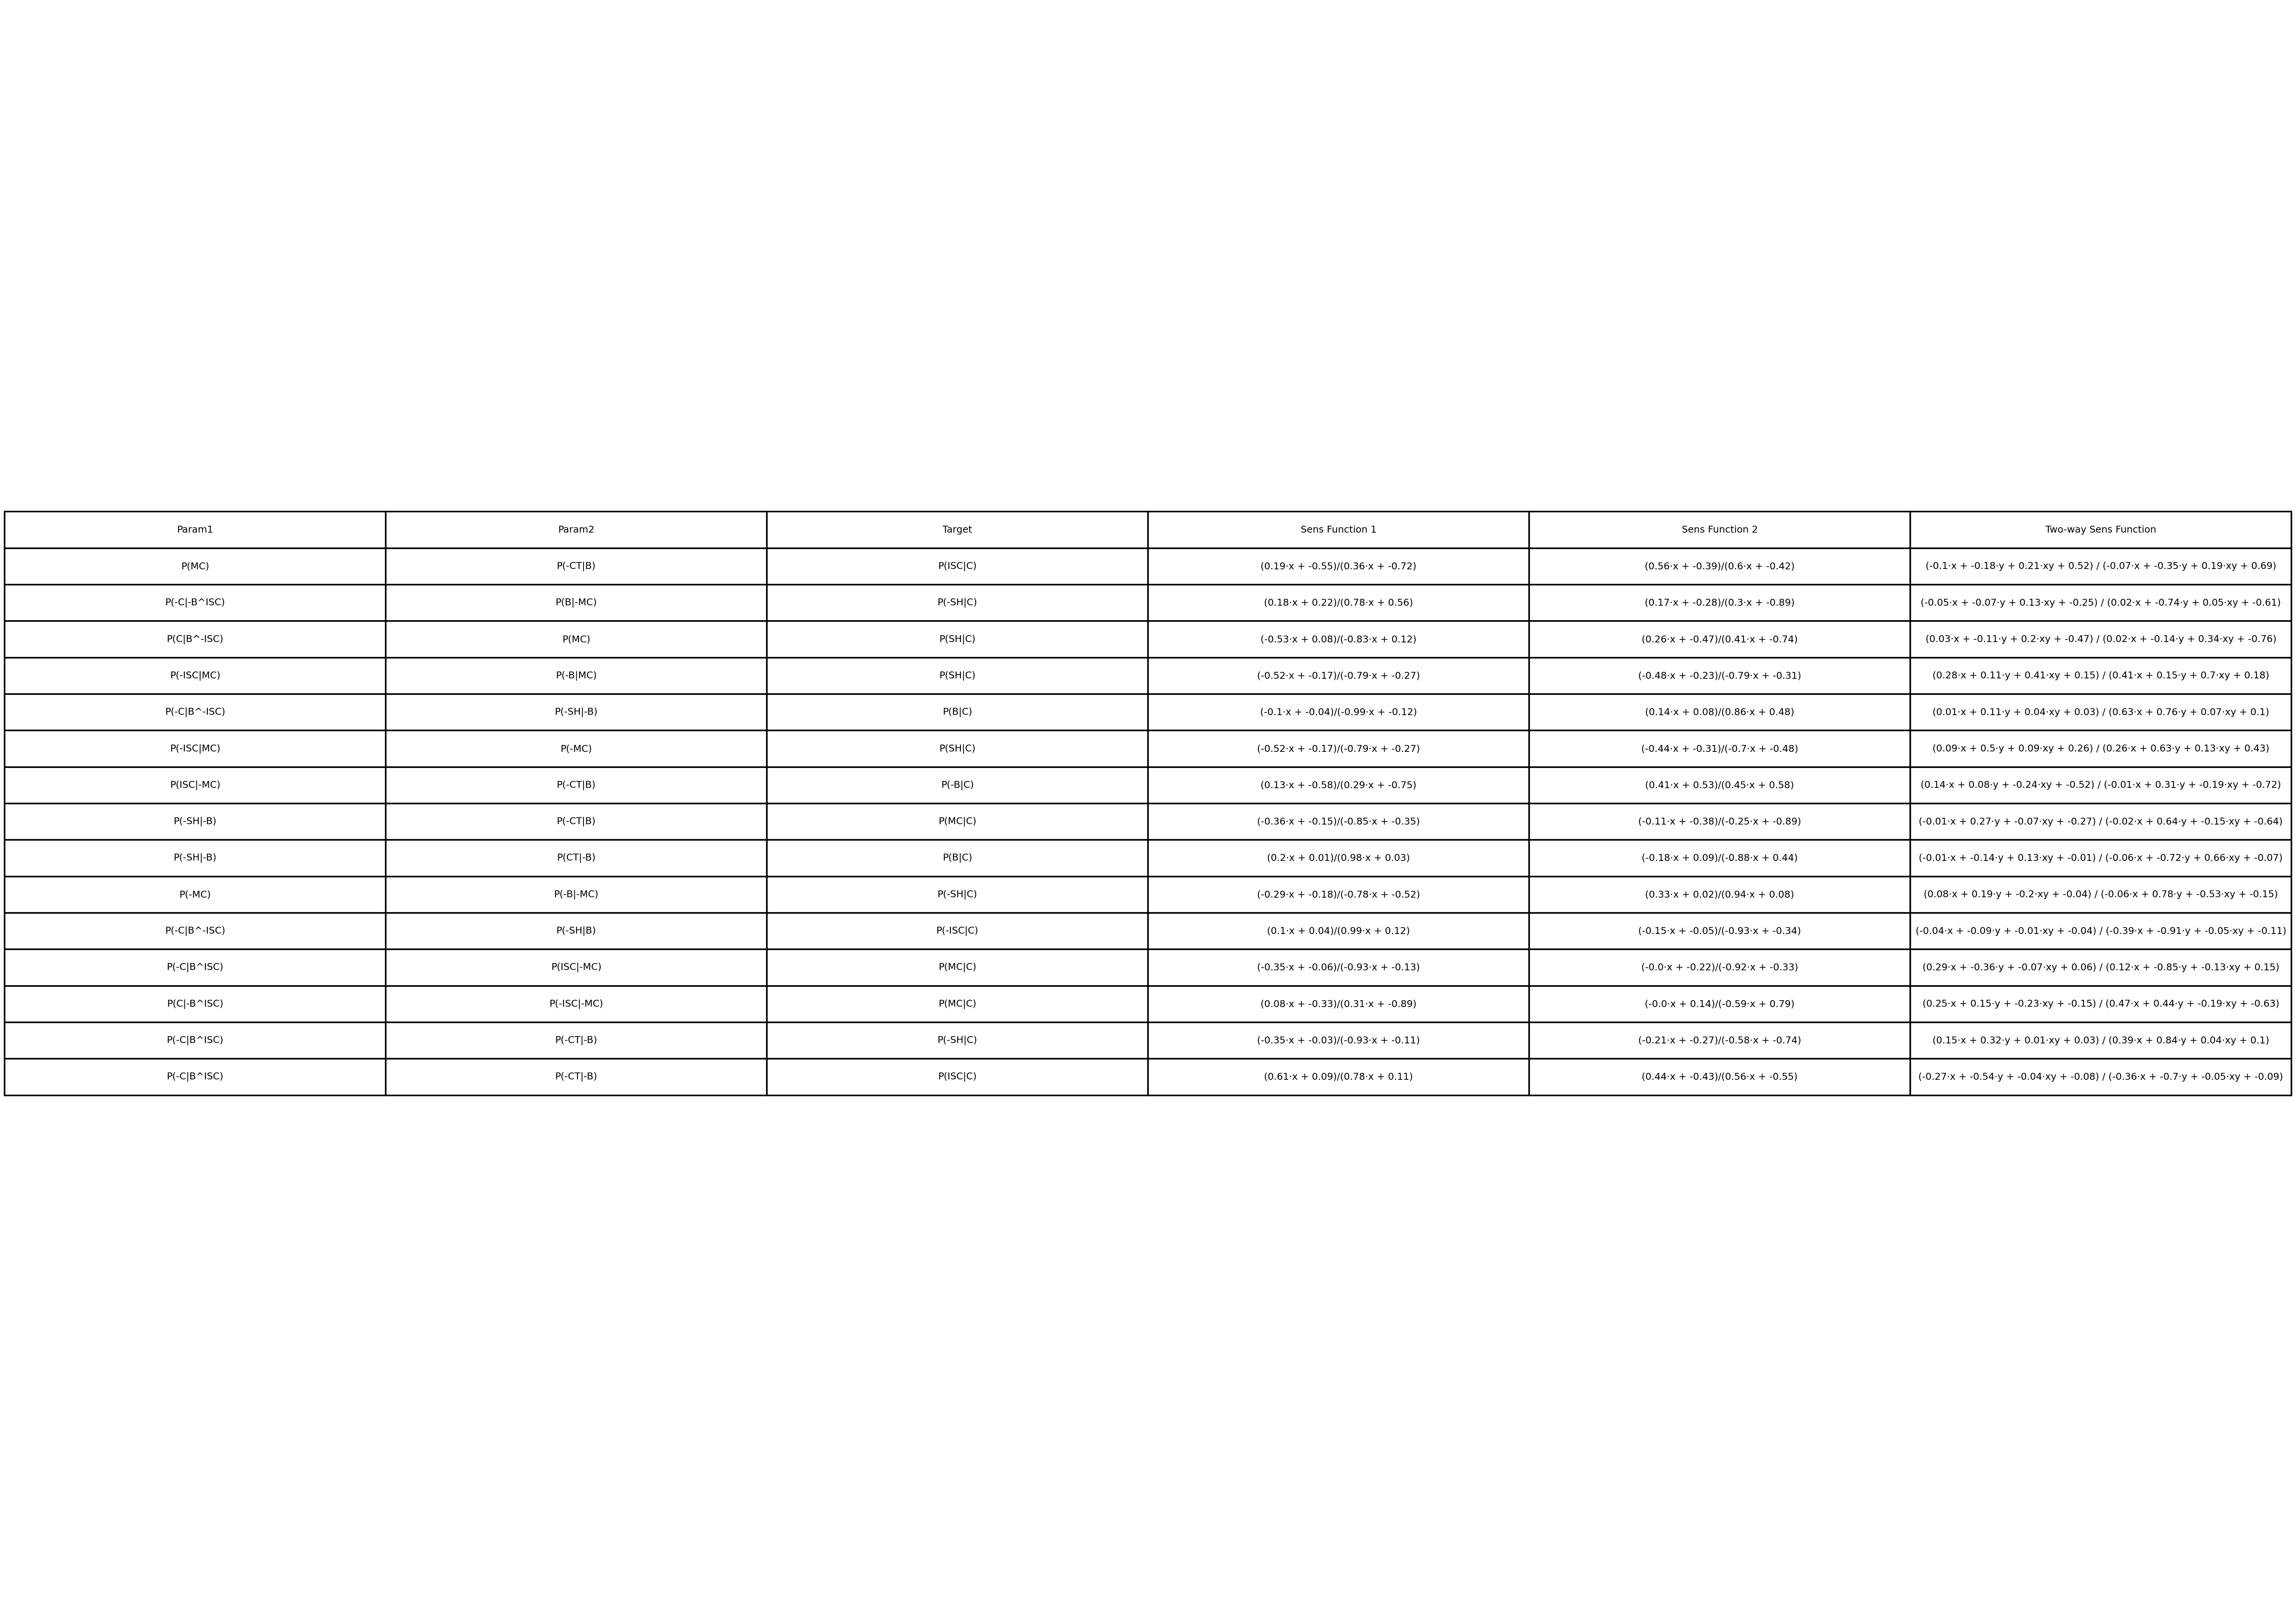 Param1 Param2 Target Sens Function 1 Sens Function 2 Two-way Sens Function
P(MC) P(-CT|B) P(ISC|C) (0.19·x + -0.55)/(0.36·x + -0.72) (0.56·x + -0.39)/(0.6·x + -0.42) (-0.1·x + -0.18·y + 0.21·xy + 0.52) / (-0.07·x + -0.35·y + 0.19·xy + 0.69)
P(-C|-B^ISC) P(B|-MC) P(-SH|C) (0.18·x + 0.22)/(0.78·x + 0.56) (0.17·x + -0.28)/(0.3·x + -0.89) (-0.05·x + -0.07·y + 0.13·xy + -0.25) / (0.02·x + -0.74·y + 0.05·xy + -0.61)
P(C|B^-ISC) P(MC) P(SH|C) (-0.53·x + 0.08)/(-0.83·x + 0.12) (0.26·x + -0.47)/(0.41·x + -0.74) (0.03·x + -0.11·y + 0.2·xy + -0.47) / (0.02·x + -0.14·y + 0.34·xy + -0.76)
P(-ISC|MC) P(-B|MC) P(SH|C) (-0.52·x + -0.17)/(-0.79·x + -0.27) (-0.48·x + -0.23)/(-0.79·x + -0.31) (0.28·x + 0.11·y + 0.41·xy + 0.15) / (0.41·x + 0.15·y + 0.7·xy + 0.18)
P(-C|B^-ISC) P(-SH|-B) P(B|C) (-0.1·x + -0.04)/(-0.99·x + -0.12) (0.14·x + 0.08)/(0.86·x + 0.48) (0.01·x + 0.11·y + 0.04·xy + 0.03) / (0.63·x + 0.76·y + 0.07·xy + 0.1)
P(-ISC|MC) P(-MC) P(SH|C) (-0.52·x + -0.17)/(-0.79·x + -0.27) (-0.44·x + -0.31)/(-0.7·x + -0.48) (0.09·x + 0.5·y + 0.09·xy + 0.26) / (0.26·x + 0.63·y + 0.13·xy + 0.43)
P(ISC|-MC) P(-CT|B) P(-B|C) (0.13·x + -0.58)/(0.29·x + -0.75) (0.41·x + 0.53)/(0.45·x + 0.58) (0.14·x + 0.08·y + -0.24·xy + -0.52) / (-0.01·x + 0.31·y + -0.19·xy + -0.72)
P(-SH|-B) P(-CT|B) P(MC|C) (-0.36·x + -0.15)/(-0.85·x + -0.35) (-0.11·x + -0.38)/(-0.25·x + -0.89) (-0.01·x + 0.27·y + -0.07·xy + -0.27) / (-0.02·x + 0.64·y + -0.15·xy + -0.64)
P(-SH|-B) P(CT|-B) P(B|C) (0.2·x + 0.01)/(0.98·x + 0.03) (-0.18·x + 0.09)/(-0.88·x + 0.44) (-0.01·x + -0.14·y + 0.13·xy + -0.01) / (-0.06·x + -0.72·y + 0.66·xy + -0.07)
P(-MC) P(-B|-MC) P(-SH|C) (-0.29·x + -0.18)/(-0.78·x + -0.52) (0.33·x + 0.02)/(0.94·x + 0.08) (0.08·x + 0.19·y + -0.2·xy + -0.04) / (-0.06·x + 0.78·y + -0.53·xy + -0.15)
P(-C|B^-ISC) P(-SH|B) P(-ISC|C) (0.1·x + 0.04)/(0.99·x + 0.12) (-0.15·x + -0.05)/(-0.93·x + -0.34) (-0.04·x + -0.09·y + -0.01·xy + -0.04) / (-0.39·x + -0.91·y + -0.05·xy + -0.11)
P(-C|B^ISC) P(ISC|-MC) P(MC|C) (-0.35·x + -0.06)/(-0.93·x + -0.13) (-0.0·x + -0.22)/(-0.92·x + -0.33) (0.29·x + -0.36·y + -0.07·xy + 0.06) / (0.12·x + -0.85·y + -0.13·xy + 0.15)
P(C|-B^ISC) P(-ISC|-MC) P(MC|C) (0.08·x + -0.33)/(0.31·x + -0.89) (-0.0·x + 0.14)/(-0.59·x + 0.79) (0.25·x + 0.15·y + -0.23·xy + -0.15) / (0.47·x + 0.44·y + -0.19·xy + -0.63)
P(-C|B^ISC) P(-CT|-B) P(-SH|C) (-0.35·x + -0.03)/(-0.93·x + -0.11) (-0.21·x + -0.27)/(-0.58·x + -0.74) (0.15·x + 0.32·y + 0.01·xy + 0.03) / (0.39·x + 0.84·y + 0.04·xy + 0.1)
P(-C|B^ISC) P(-CT|-B) P(ISC|C) (0.61·x + 0.09)/(0.78·x + 0.11) (0.44·x + -0.43)/(0.56·x + -0.55) (-0.27·x + -0.54·y + -0.04·xy + -0.08) / (-0.36·x + -0.7·y + -0.05·xy + -0.09)